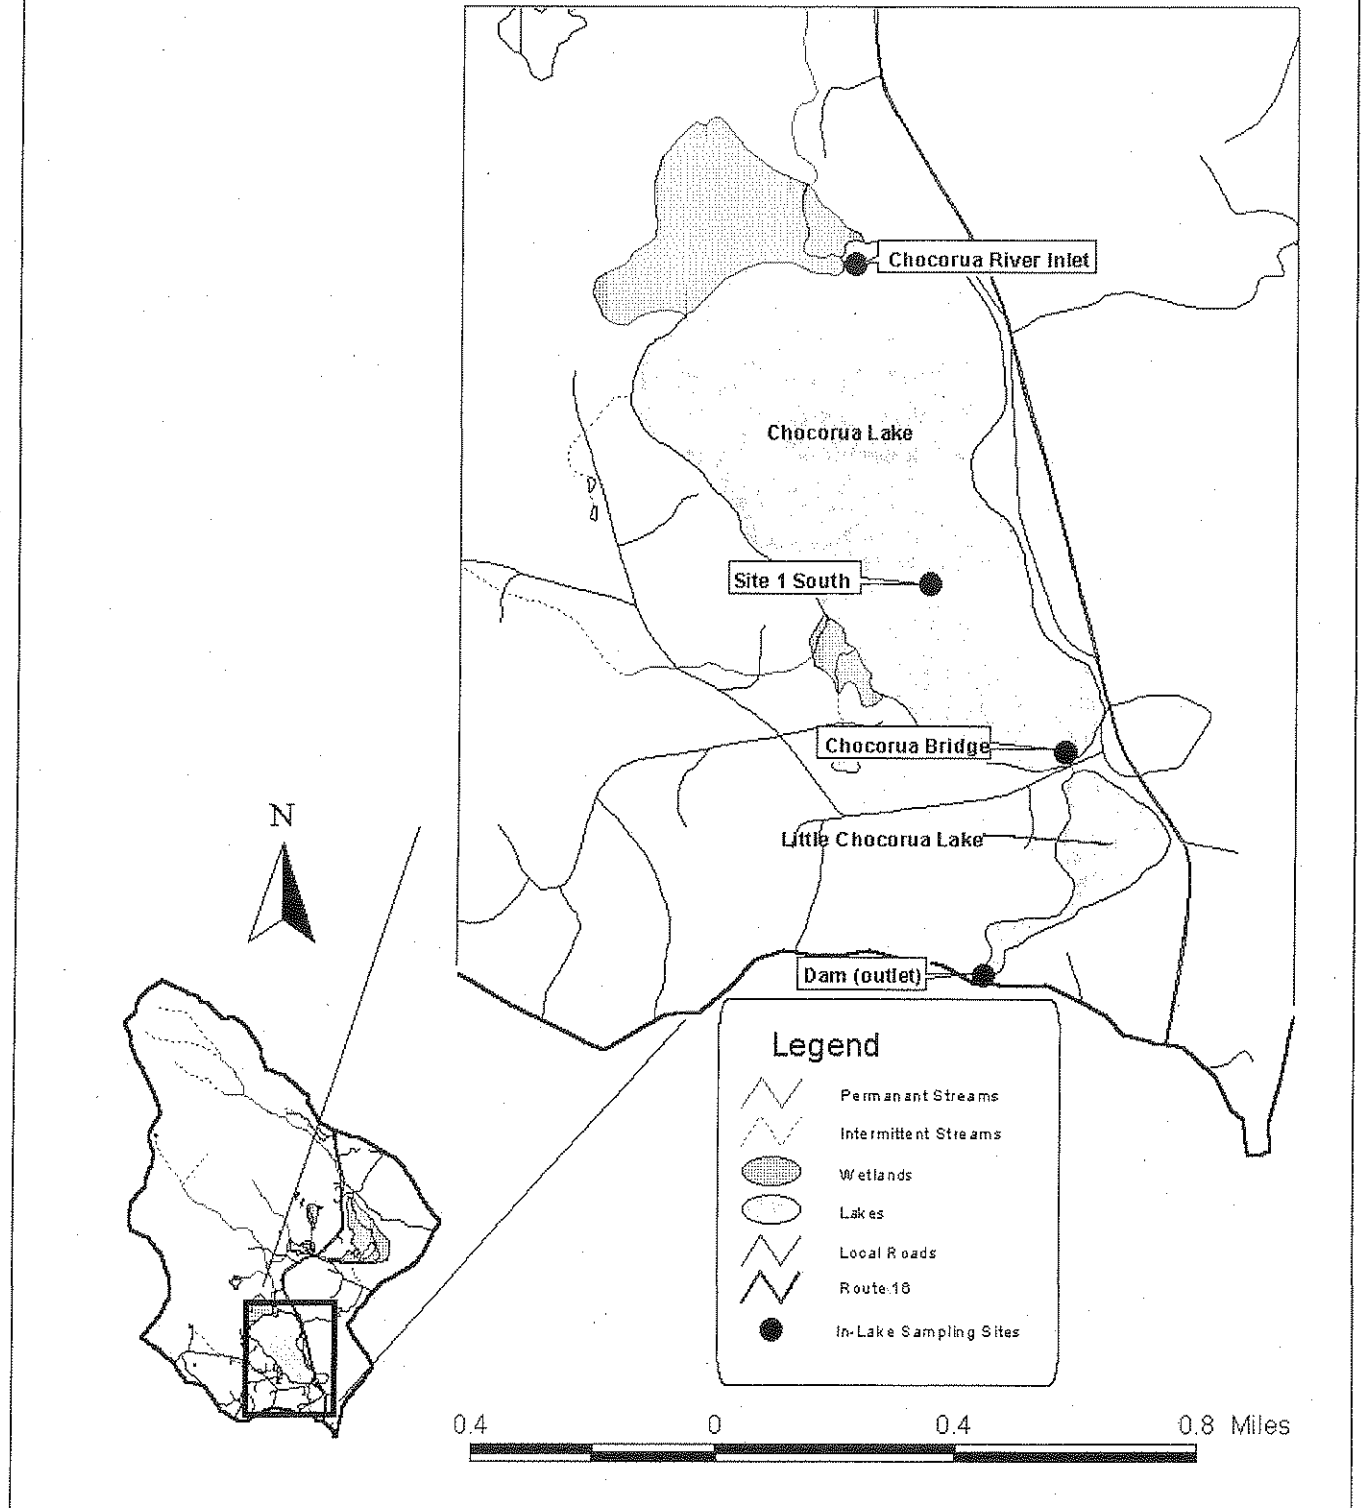 Chocorua River Inlet
Chocorua Lake
Site 1 South
Chocorua Bridge
Little Chocorua Lake
N
Dam (outlet)
Legend
Permanant Streams
Intermittent Streams
Wetlands
Lakes
Local Roads
Route 16
In-Lake Sampling Sites
0.4 0 0.4 0.8 Miles